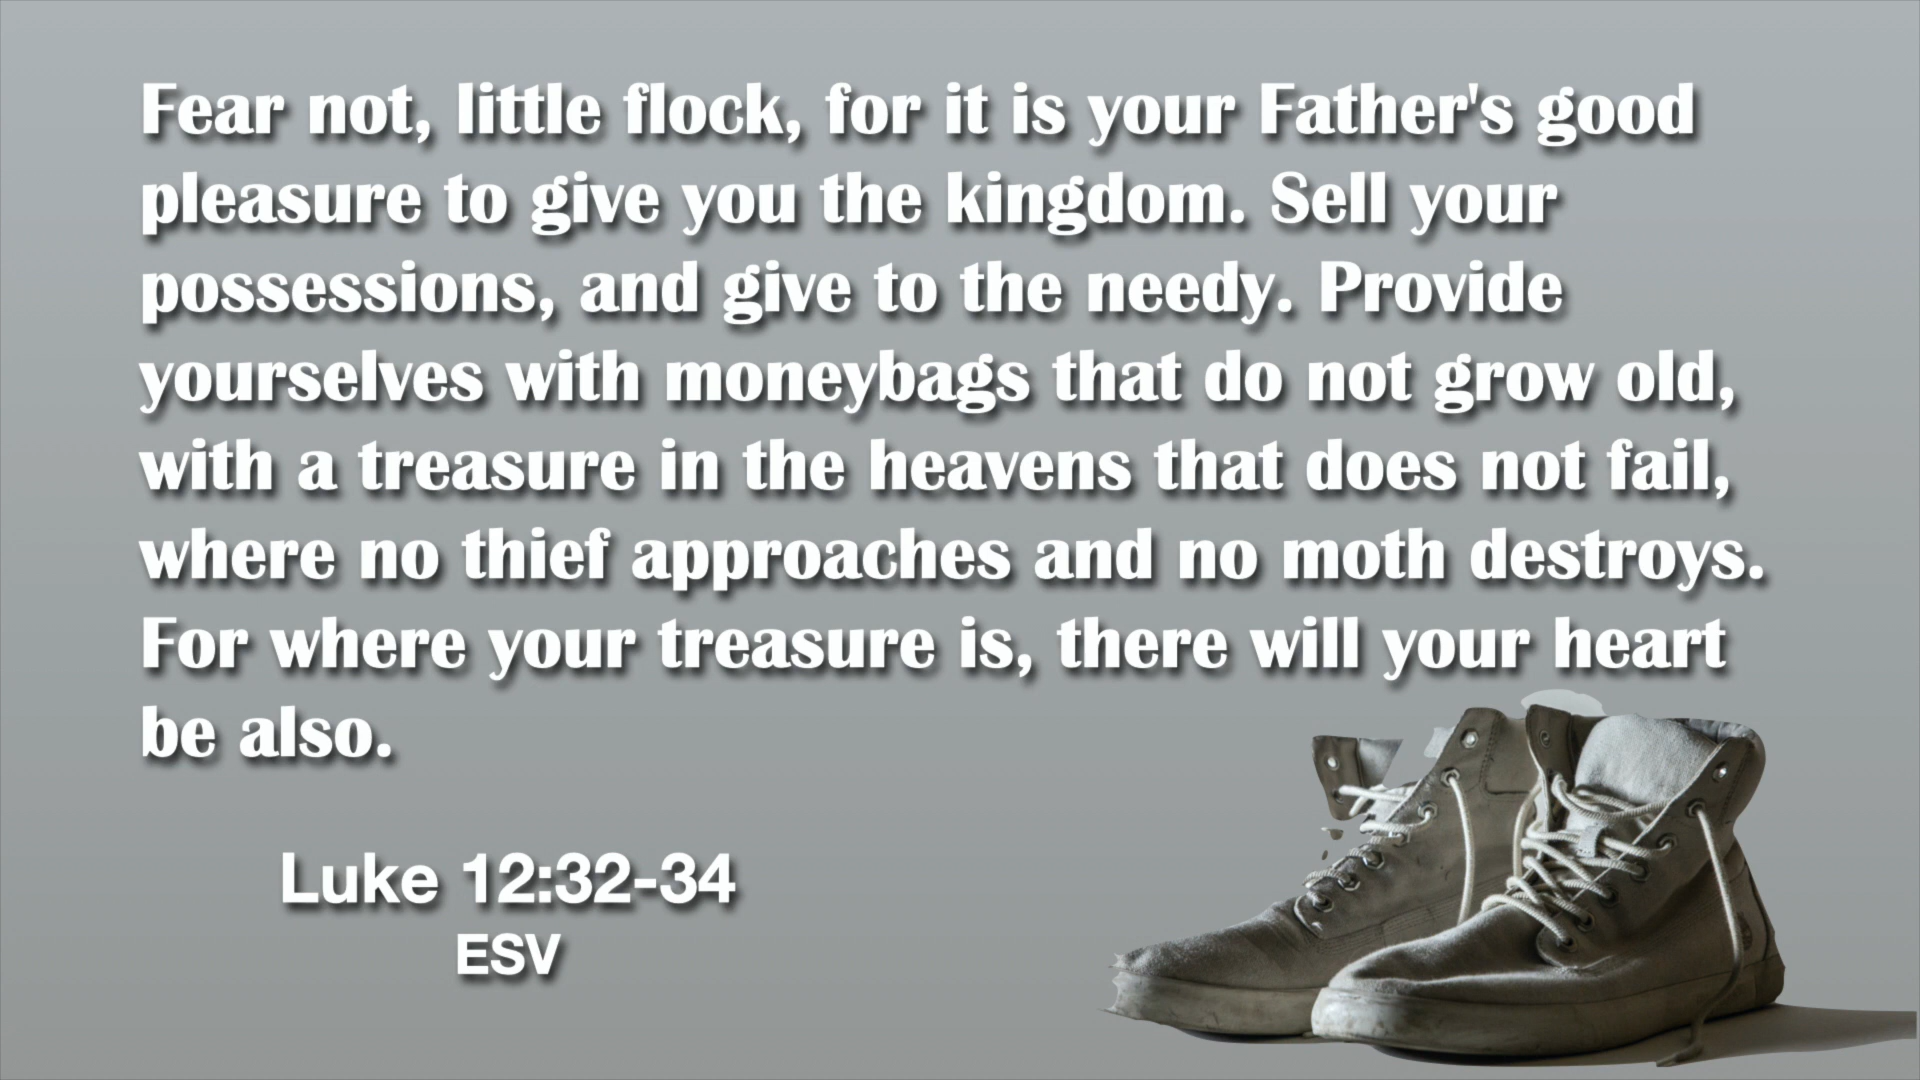 Fear not, little flock, for it is your Father's good
pleasure to give you the kingdom. Sell your
possessions, and give to the needy. Provide
yourselves with moneybags that do not grow old,
with a treasure in the heavens that does not fail,
where no thief approaches and no moth destroys.
For where your treasure is, there will your heart
be also.
Luke 12:32-34
ESV